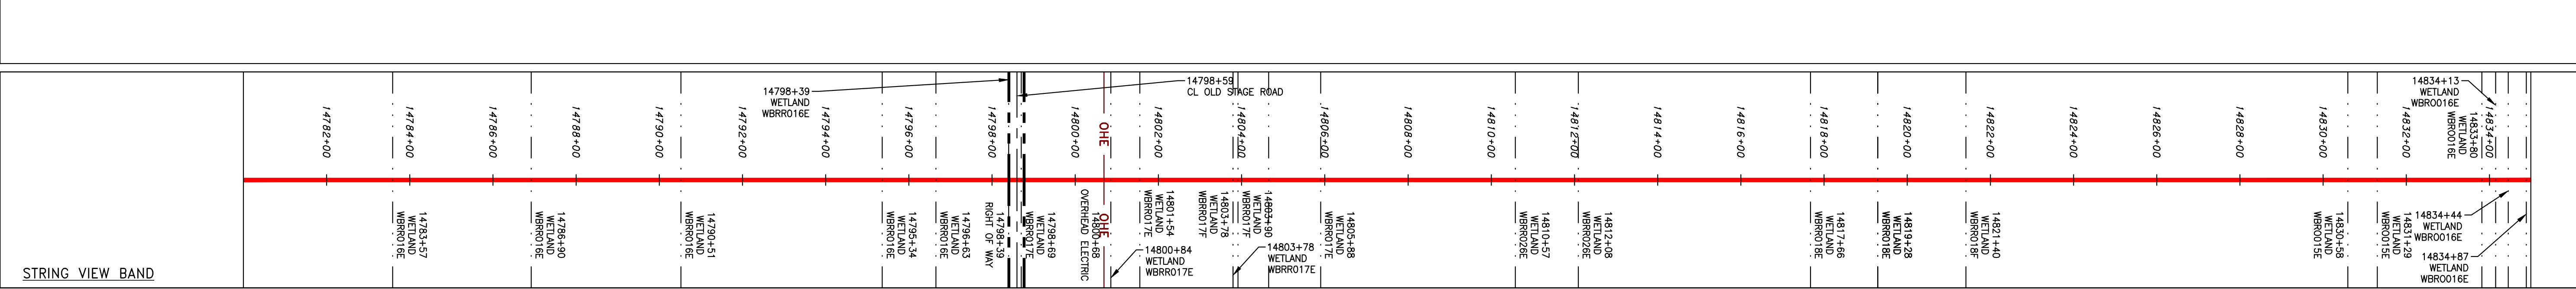 14798+39
WETLAND
WBRR016E
14798+59
CL OLD STAGE ROAD
14834+13
WETLAND
WBRO016E
14833+80
WETLAND
WBRO016E
14782+00
14784+00
14786+00
14788+00
14790+00
14792+00
14794+00
14796+00
14798+00
14800+00
OHE
14802+00
14804+00
14806+00
14808+00
14810+00
14812+00
14814+00
14816+00
14818+00
14820+00
14822+00
14824+00
14826+00
14828+00
14830+00
14832+00
14834+00
14783+57
WETLAND
WBRR016E
14786+90
WETLAND
WBRR016E
14790+51
WETLAND
WBRR016E
14795+34
WETLAND
WBRR016E
14796+63
WETLAND
WBRR016E
14798+39
RIGHT OF WAY
14798+69
WETLAND
WBRR017E
14800+68
OVERHEAD ELECTRIC
OHE
14800+84
WETLAND
WBRR017E
14801+54
WETLAND
WBRR017E
14803+78
WETLAND
WBRR017F
14803+78
WETLAND
WBRR017E
14803+90
WETLAND
WBRR017F
14805+88
WETLAND
WBRR017E
14810+57
WETLAND
WBRR026E
14812+08
WETLAND
WBRR026E
14817+66
WETLAND
WBRR018E
14819+28
WETLAND
WBRR018E
14821+40
WETLAND
WBRR018F
14830+58
WETLAND
WBRO015E
14831+29
WETLAND
WBRO015E
14834+44
WETLAND
WBRO016E
14834+87
WETLAND
WBRO016E
STRING VIEW BAND